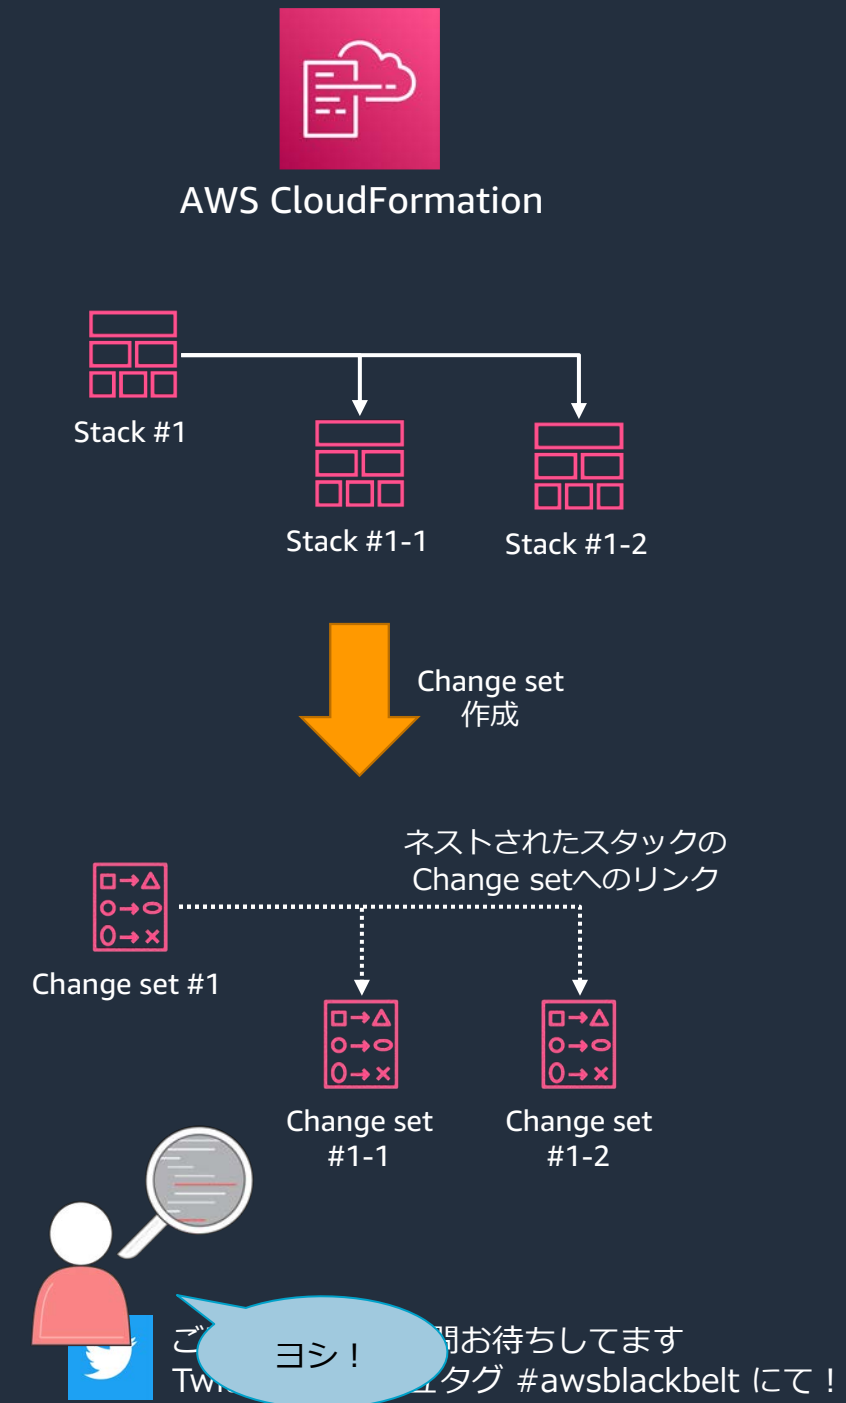 AWS CloudFormation
Stack #1
Stack #1-1
Stack #1-2
Change set
作成
ネストされたスタックの
Change setへのリンク
Change set #1
Change set
#1-1
Change set
#1-2
ヨシ！
お待ちしてます
タグ #awsblackbelt にて！